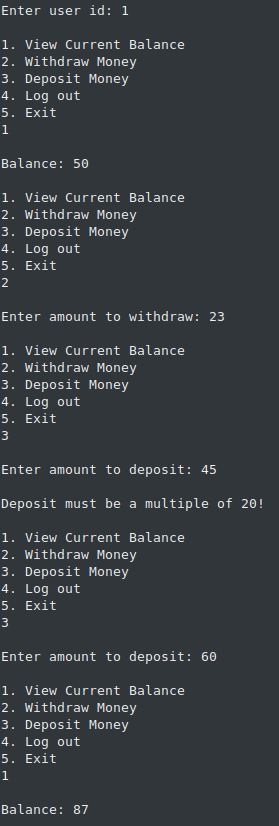 Enter user id: 1
1. View Current Balance
2. Withdraw Money
3. Deposit Money
4. Log out
5. Exit
1
Balance: 50
1. View Current Balance
2. Withdraw Money
3. Deposit Money
4. Log out
5. Exit
2
Enter amount to withdraw: 23
1. View Current Balance
2. Withdraw Money
3. Deposit Money
4. Log out
5. Exit
3
Enter amount to deposit: 45
Deposit must be a multiple of 20!
1. View Current Balance
2. Withdraw Money
3. Deposit Money
4. Log out
5. Exit
3
Enter amount to deposit: 60
1. View Current Balance
2. Withdraw Money
3. Deposit Money
4. Log out
5. Exit
1
Balance: 87